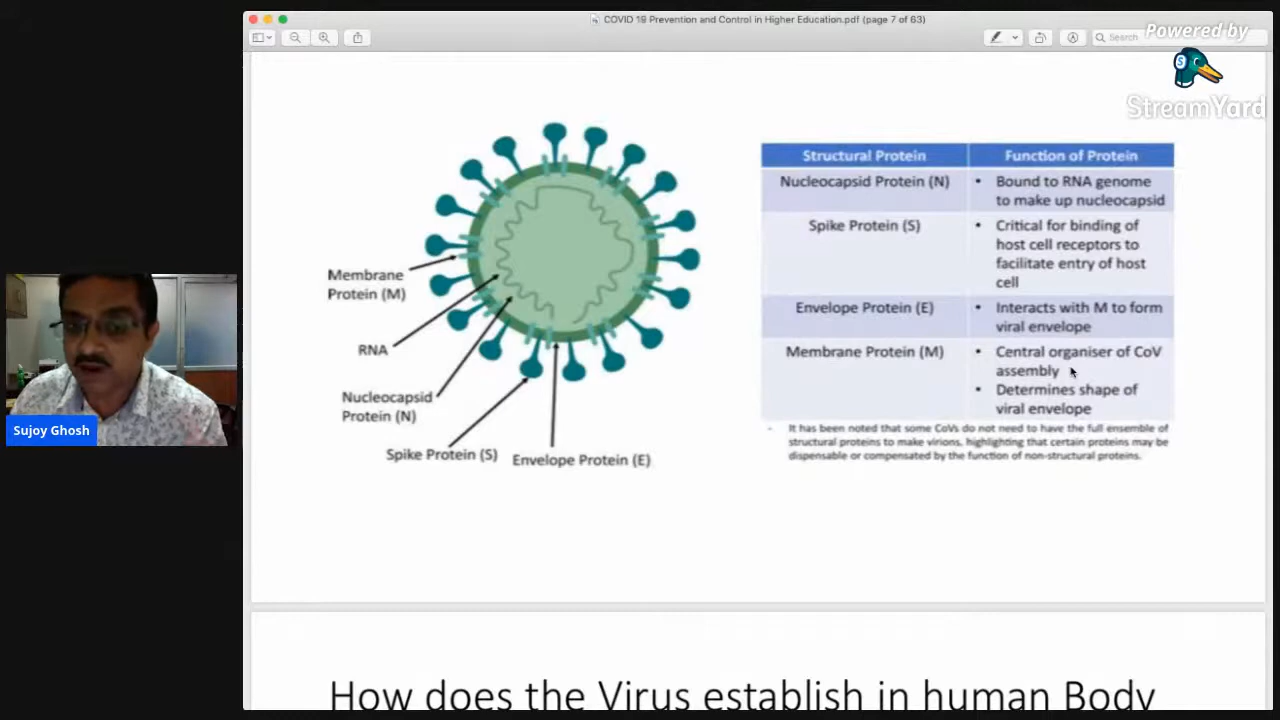 COVID 19 Prevention and Control in Higher Education.pdf (page 7 of 63)
Search
Powered by
S
StreamYard
Membrane
Protein (M)
RNA
Nucleocapsid
Protein (N)
Spike Protein (S)
Envelope Protein (E)
Structural Protein
Function of Protein
Nucleocapsid Protein (N)
• Bound to RNA genome
to make up nucleocapsid
Spike Protein (S)
• Critical for binding of
host cell receptors to
facilitate entry of host
cell
Envelope Protein (E)
• Interacts with M to form
viral envelope
Membrane Protein (M)
• Central organiser of CoV
assembly
• Determines shape of
viral envelope
- It has been noted that some CoVs do not need to have the full ensemble of
structural proteins to make virions, highlighting that certain proteins may be
dispensable or compensated by the function of non-structural proteins.
Sujoy Ghosh
How does the Virus establish in human Body